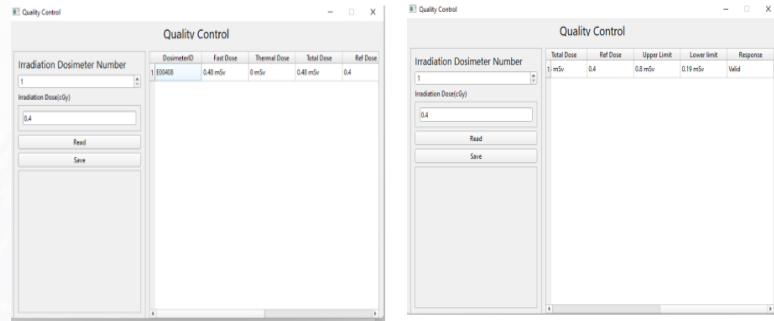 Quality Control
Quality Control
Irradiation Dosimeter Number
1
Irradiation Dose(cGy)
0.4
Read
Save
DosimeterID Fast Dose Thermal Dose Total Dose Ref Dose
1 E00408 0.48 mSv 0 mSv 0.48 mSv 0.4
Quality Control
Quality Control
Irradiation Dosimeter Number
1
Irradiation Dose(cGy)
0.4
Read
Save
Total Dose Ref Dose Upper Limit Lower limit Response
1 mSv 0.4 0.8 mSv 0.19 mSv Valid